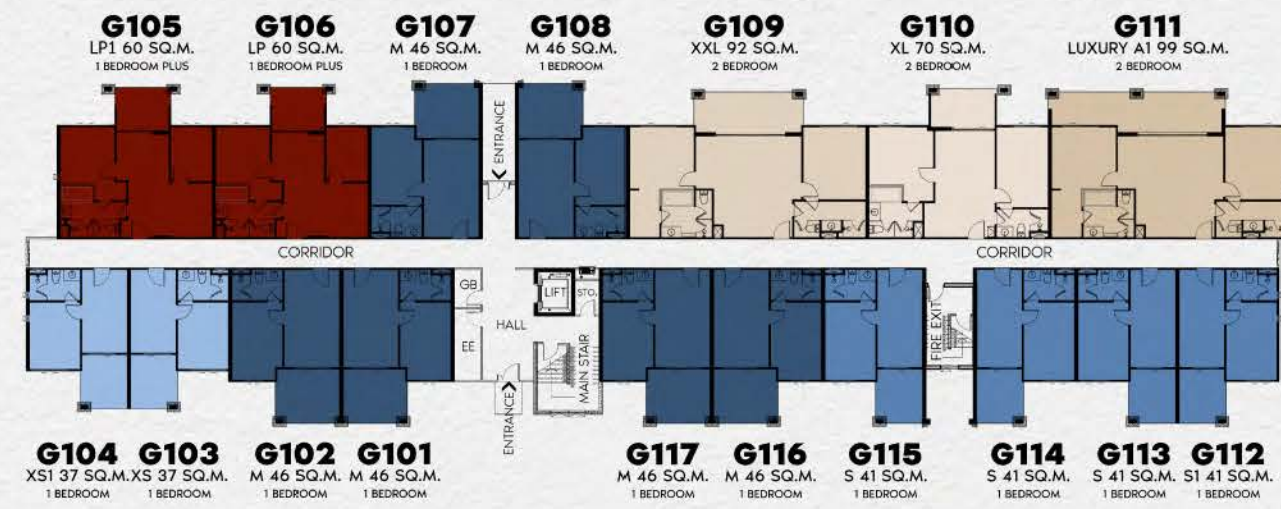 G105
LP1 60 SQ.M.
1 BEDROOM PLUS
G106
LP 60 SQ.M.
1 BEDROOM PLUS
G107
M 46 SQ.M.
1 BEDROOM
G108
M 46 SQ.M.
1 BEDROOM
G109
XXL 92 SQ.M.
2 BEDROOM
G110
XL 70 SQ.M.
2 BEDROOM
G111
LUXURY A1 99 SQ.M.
2 BEDROOM
ENTRANCE
CORRIDOR
CORRIDOR
GB
EE
HALL
LIFT
STO.
MAIN STAIR
FIRE EXIT
ENTRANCE
G104
XS1 37 SQ.M.
1 BEDROOM
G103
XS 37 SQ.M.
1 BEDROOM
G102
M 46 SQ.M.
1 BEDROOM
G101
M 46 SQ.M.
1 BEDROOM
G117
M 46 SQ.M.
1 BEDROOM
G116
M 46 SQ.M.
1 BEDROOM
G115
S 41 SQ.M.
1 BEDROOM
G114
S 41 SQ.M.
1 BEDROOM
G113
S 41 SQ.M.
1 BEDROOM
G112
S1 41 SQ.M.
1 BEDROOM